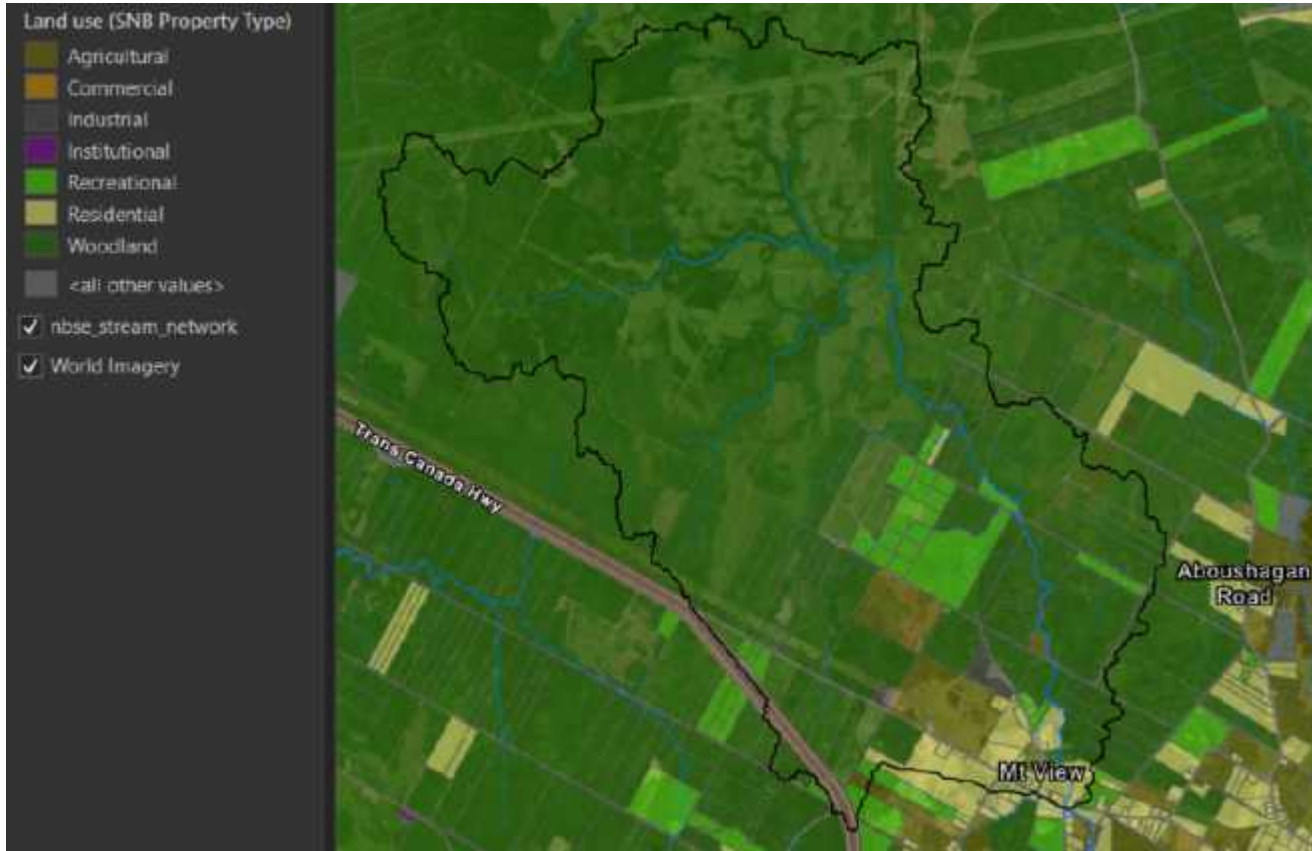 Land use (SNB Property Type)
Agricultural
Commercial
Industrial
Institutional
Recreational
Residential
Woodland
<all other values>
nbse_stream_network
World Imagery
Trans Canada Hwy
Aboushagan
Road
Mt View